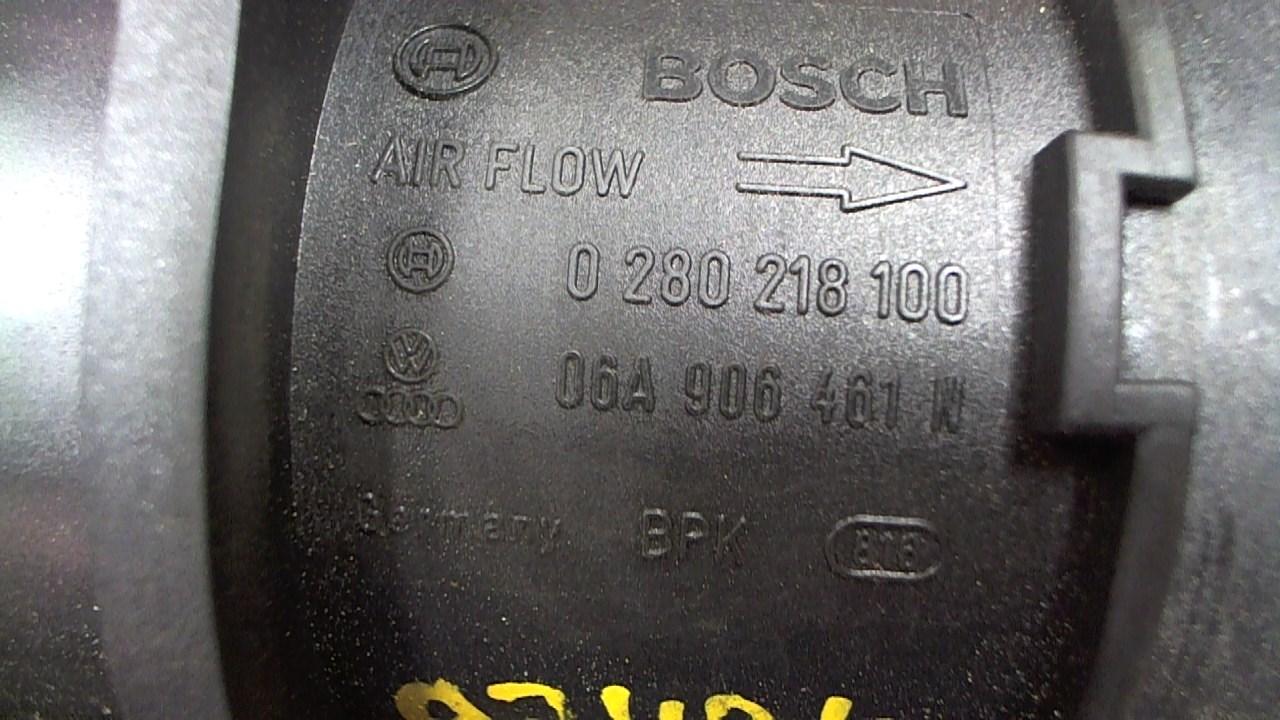 BOSCH
AIR FLOW
0 280 218 100
06A 906 461 N
Germany BPK